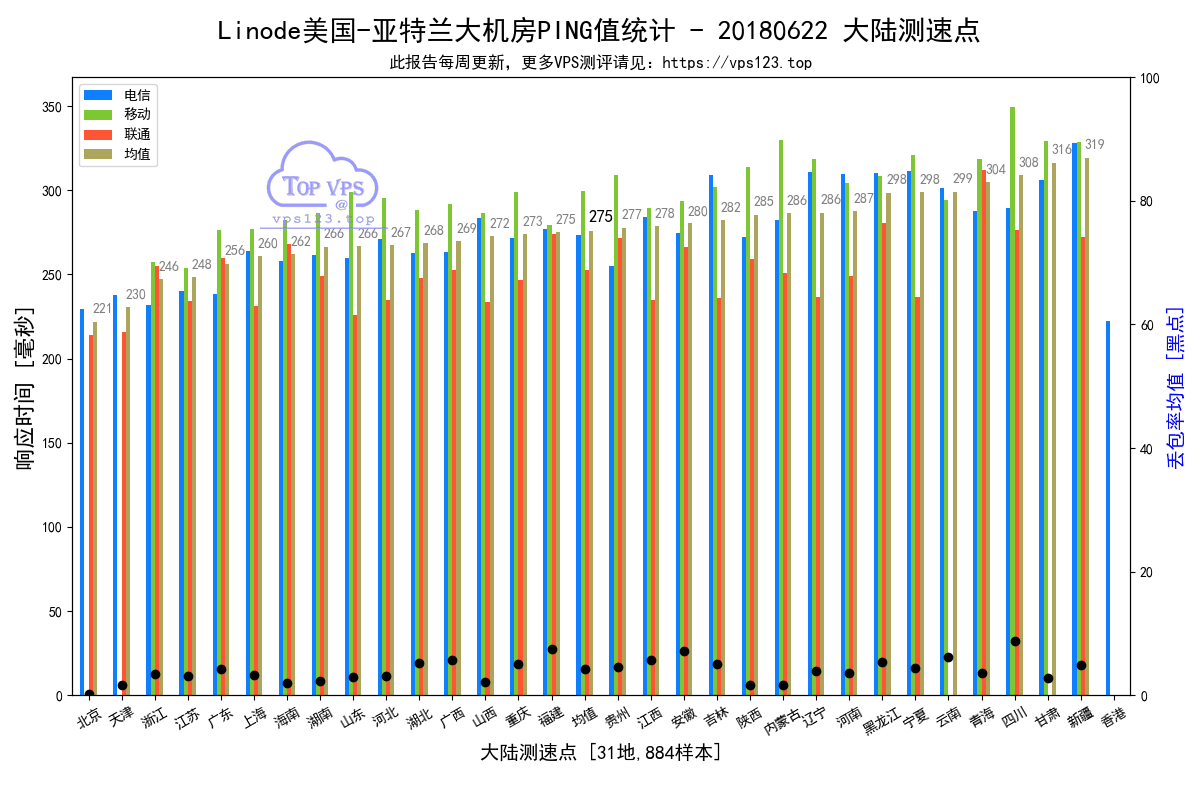 Linode美国-亚特兰大机房PING值统计 - 20180622 大陆测速点
此报告每周更新，更多VPS测评请见：https://vps123.top
电信
移动
联通
均值
TOP VPS
@
vps123.top
响应时间 [毫秒]
350
300
250
200
150
100
50
0
100
80
60
40
20
0
丢包率均值 [黑点]
221
230
246
248
256
260
262
266
266
267
268
269
272
273
275
275
277
278
280
282
285
286
286
287
298
298
299
304
308
316
319
北京
天津
浙江
江苏
广东
上海
海南
湖南
山东
河北
湖北
广西
山西
重庆
福建
均值
贵州
江西
安徽
吉林
陕西
内蒙古
辽宁
河南
黑龙江
宁夏
云南
青海
四川
甘肃
新疆
香港
大陆测速点 [31地,884样本]